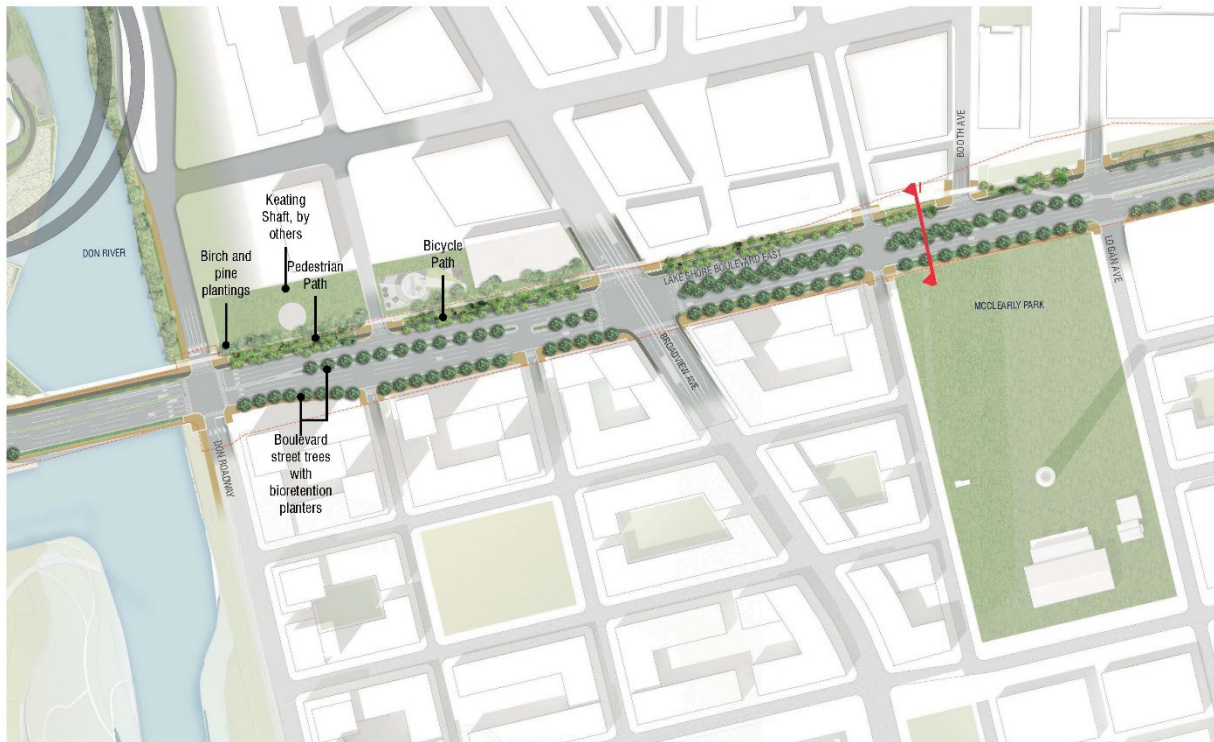 Keating
Shaft, by
others
Birch and
pine
plantings
Pedestrian
Path
Bicycle
Path
DON RIVER
LAKE SHORE BOULEVARD EAST
BOOTH AVE
LOGAN AVE
MCCLEARLY PARK
BROADVIEW AVE
DON ROADWAY
Boulevard
street trees
with
bioretention
planters